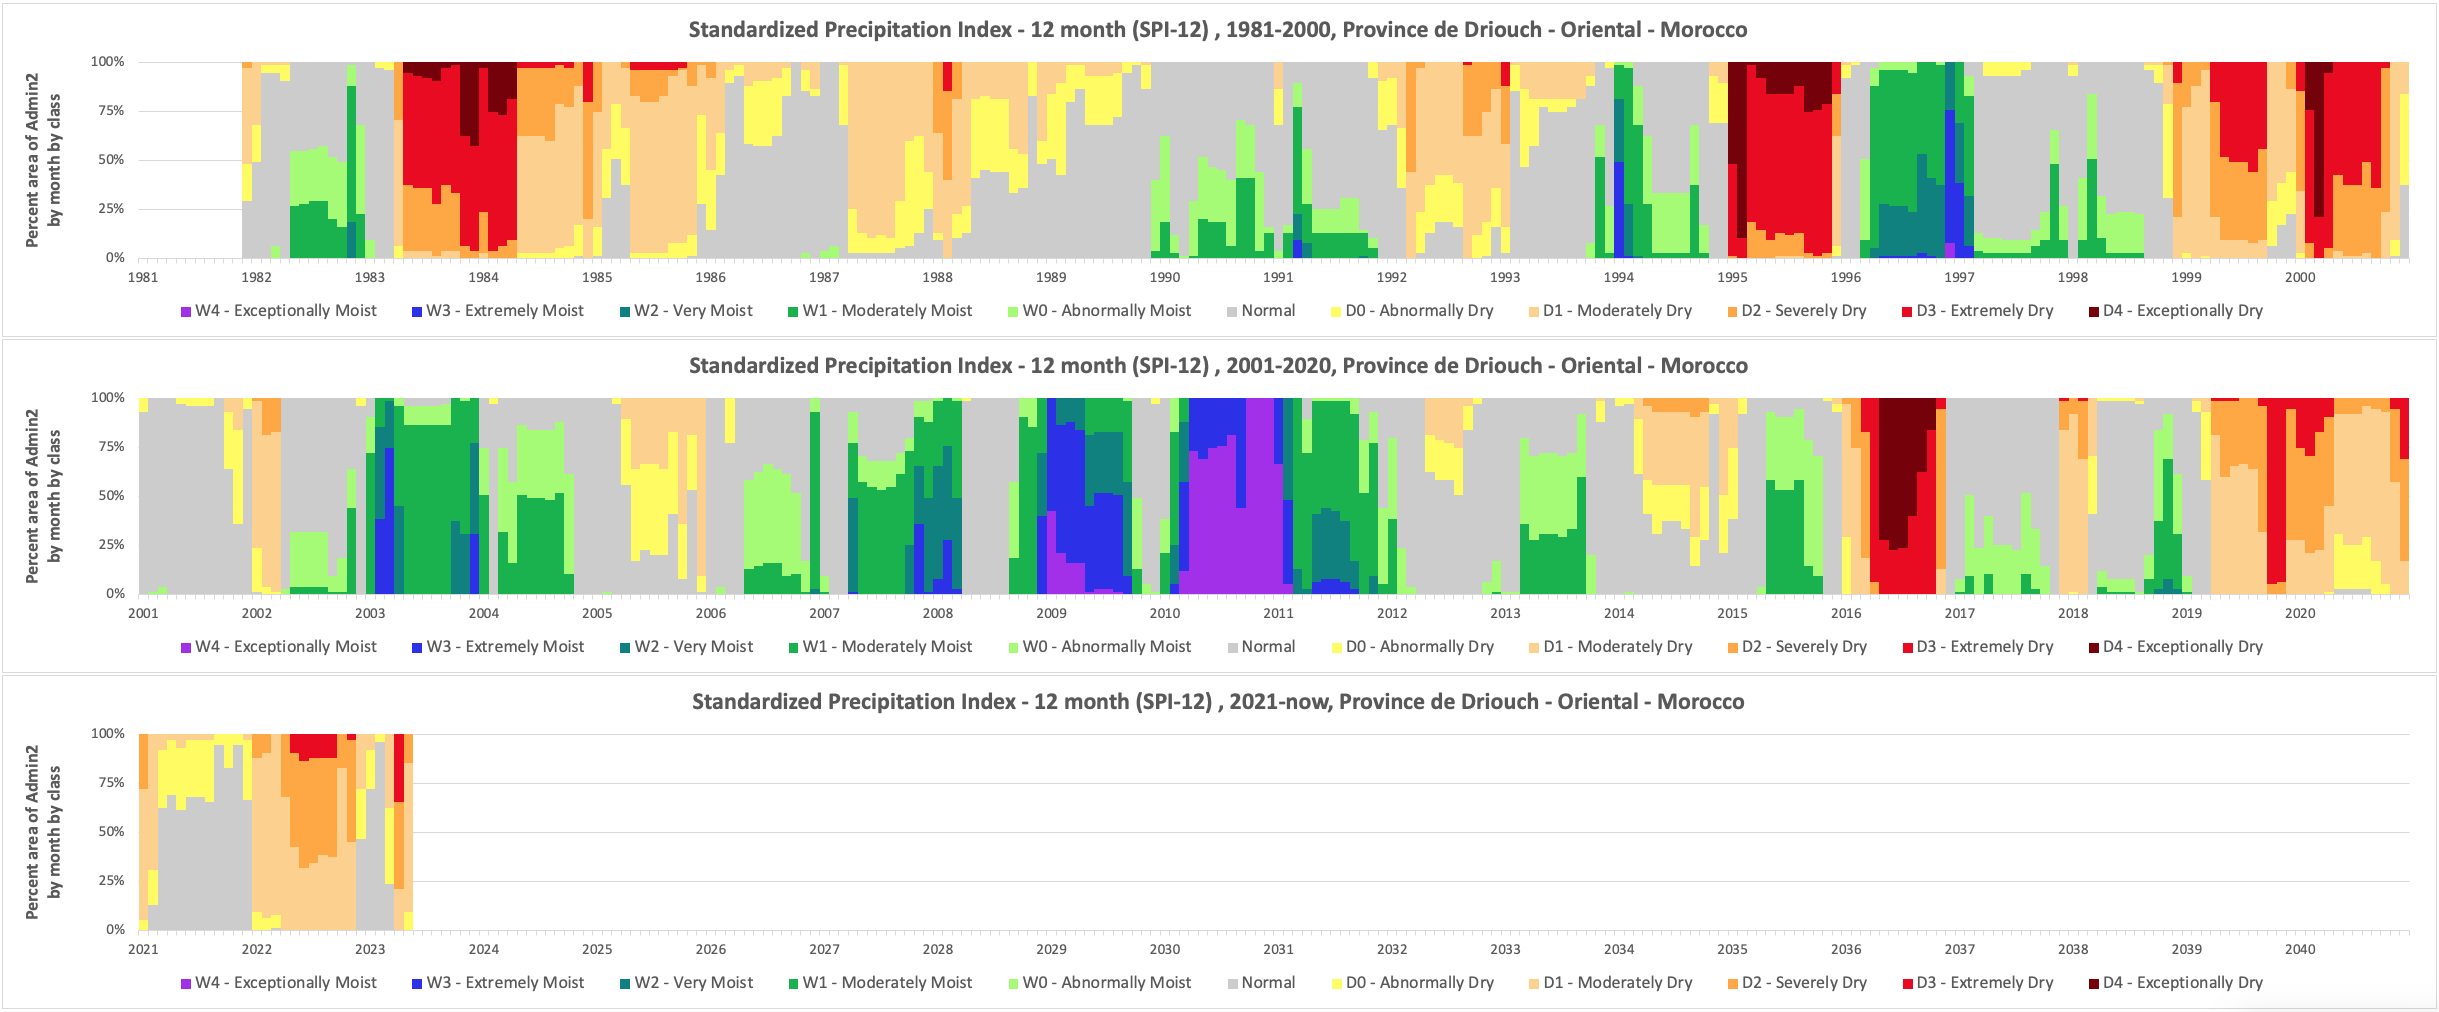 Standardized Precipitation Index - 12 month (SPI-12) , 1981-2000, Province de Driouch - Oriental - Morocco
Percent area of Admin2
by month by class
100%
75%
50%
25%
0%
1981 1982 1983 1984 1985 1986 1987 1988 1989 1990 1991 1992 1993 1994 1995 1996 1997 1998 1999 2000
W4 - Exceptionally Moist W3 - Extremely Moist W2 - Very Moist W1 - Moderately Moist W0 - Abnormally Moist Normal D0 - Abnormally Dry D1 - Moderately Dry D2 - Severely Dry D3 - Extremely Dry D4 - Exceptionally Dry
Standardized Precipitation Index - 12 month (SPI-12) , 2001-2020, Province de Driouch - Oriental - Morocco
Percent area of Admin2
by month by class
100%
75%
50%
25%
0%
2001 2002 2003 2004 2005 2006 2007 2008 2009 2010 2011 2012 2013 2014 2015 2016 2017 2018 2019 2020
W4 - Exceptionally Moist W3 - Extremely Moist W2 - Very Moist W1 - Moderately Moist W0 - Abnormally Moist Normal D0 - Abnormally Dry D1 - Moderately Dry D2 - Severely Dry D3 - Extremely Dry D4 - Exceptionally Dry
Standardized Precipitation Index - 12 month (SPI-12) , 2021-now, Province de Driouch - Oriental - Morocco
Percent area of Admin2
by month by class
100%
75%
50%
25%
0%
2021 2022 2023 2024 2025 2026 2027 2028 2029 2030 2031 2032 2033 2034 2035 2036 2037 2038 2039 2040
W4 - Exceptionally Moist W3 - Extremely Moist W2 - Very Moist W1 - Moderately Moist W0 - Abnormally Moist Normal D0 - Abnormally Dry D1 - Moderately Dry D2 - Severely Dry D3 - Extremely Dry D4 - Exceptionally Dry